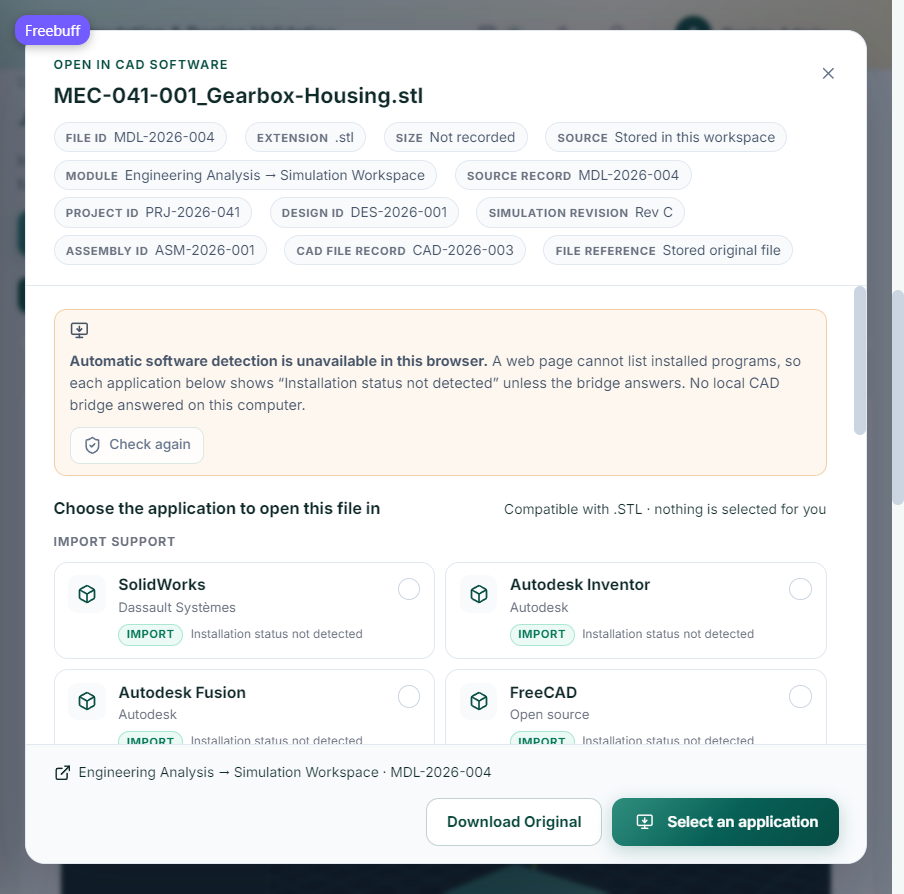 Freebuff
OPEN IN CAD SOFTWARE
MEC-041-001_Gearbox-Housing.stl
FILE ID MDL-2026-004 EXTENSION .stl SIZE Not recorded SOURCE Stored in this workspace
MODULE Engineering Analysis → Simulation Workspace SOURCE RECORD MDL-2026-004
PROJECT ID PRJ-2026-041 DESIGN ID DES-2026-001 SIMULATION REVISION Rev C
ASSEMBLY ID ASM-2026-001 CAD FILE RECORD CAD-2026-003 FILE REFERENCE Stored original file
Automatic software detection is unavailable in this browser. A web page cannot list installed programs, so
each application below shows “Installation status not detected” unless the bridge answers. No local CAD
bridge answered on this computer.
Check again
Choose the application to open this file in Compatible with .STL · nothing is selected for you
IMPORT SUPPORT
SolidWorks
Dassault Systèmes
IMPORT Installation status not detected
Autodesk Inventor
Autodesk
IMPORT Installation status not detected
Autodesk Fusion
Autodesk
IMPORT Installation status not detected
FreeCAD
Open source
IMPORT Installation status not detected
Engineering Analysis → Simulation Workspace · MDL-2026-004
Download Original
Select an application